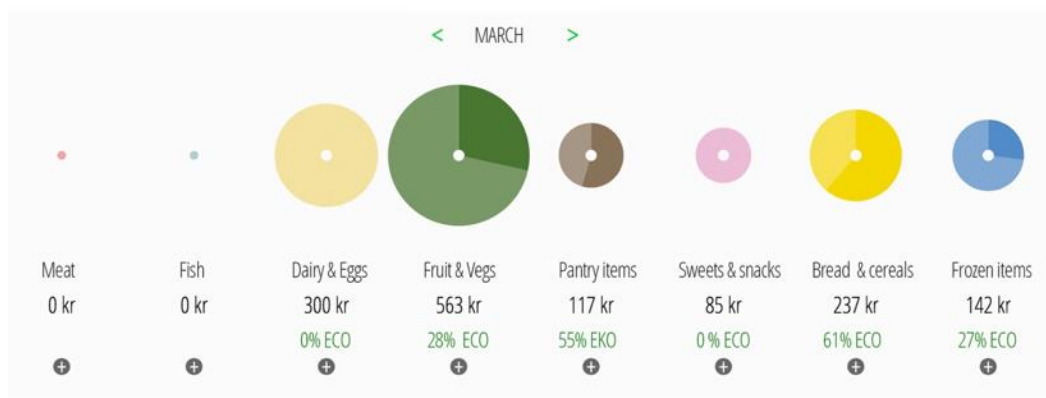 < MARCH >
Meat Fish Dairy & Eggs Fruit & Vegs Pantry items Sweets & snacks Bread & cereals Frozen items
0 kr 0 kr 300 kr 563 kr 117 kr 85 kr 237 kr 142 kr
0% ECO 28% ECO 55% EKO 0 % ECO 61% ECO 27% ECO